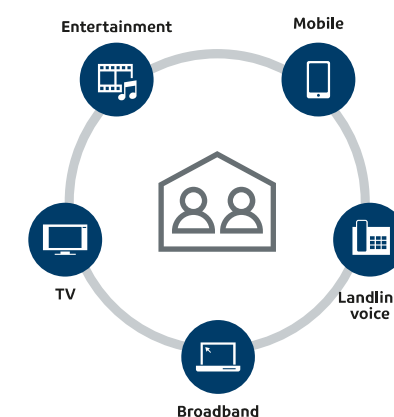 Entertainment
Mobile
TV
Landlin
voice
Broadband